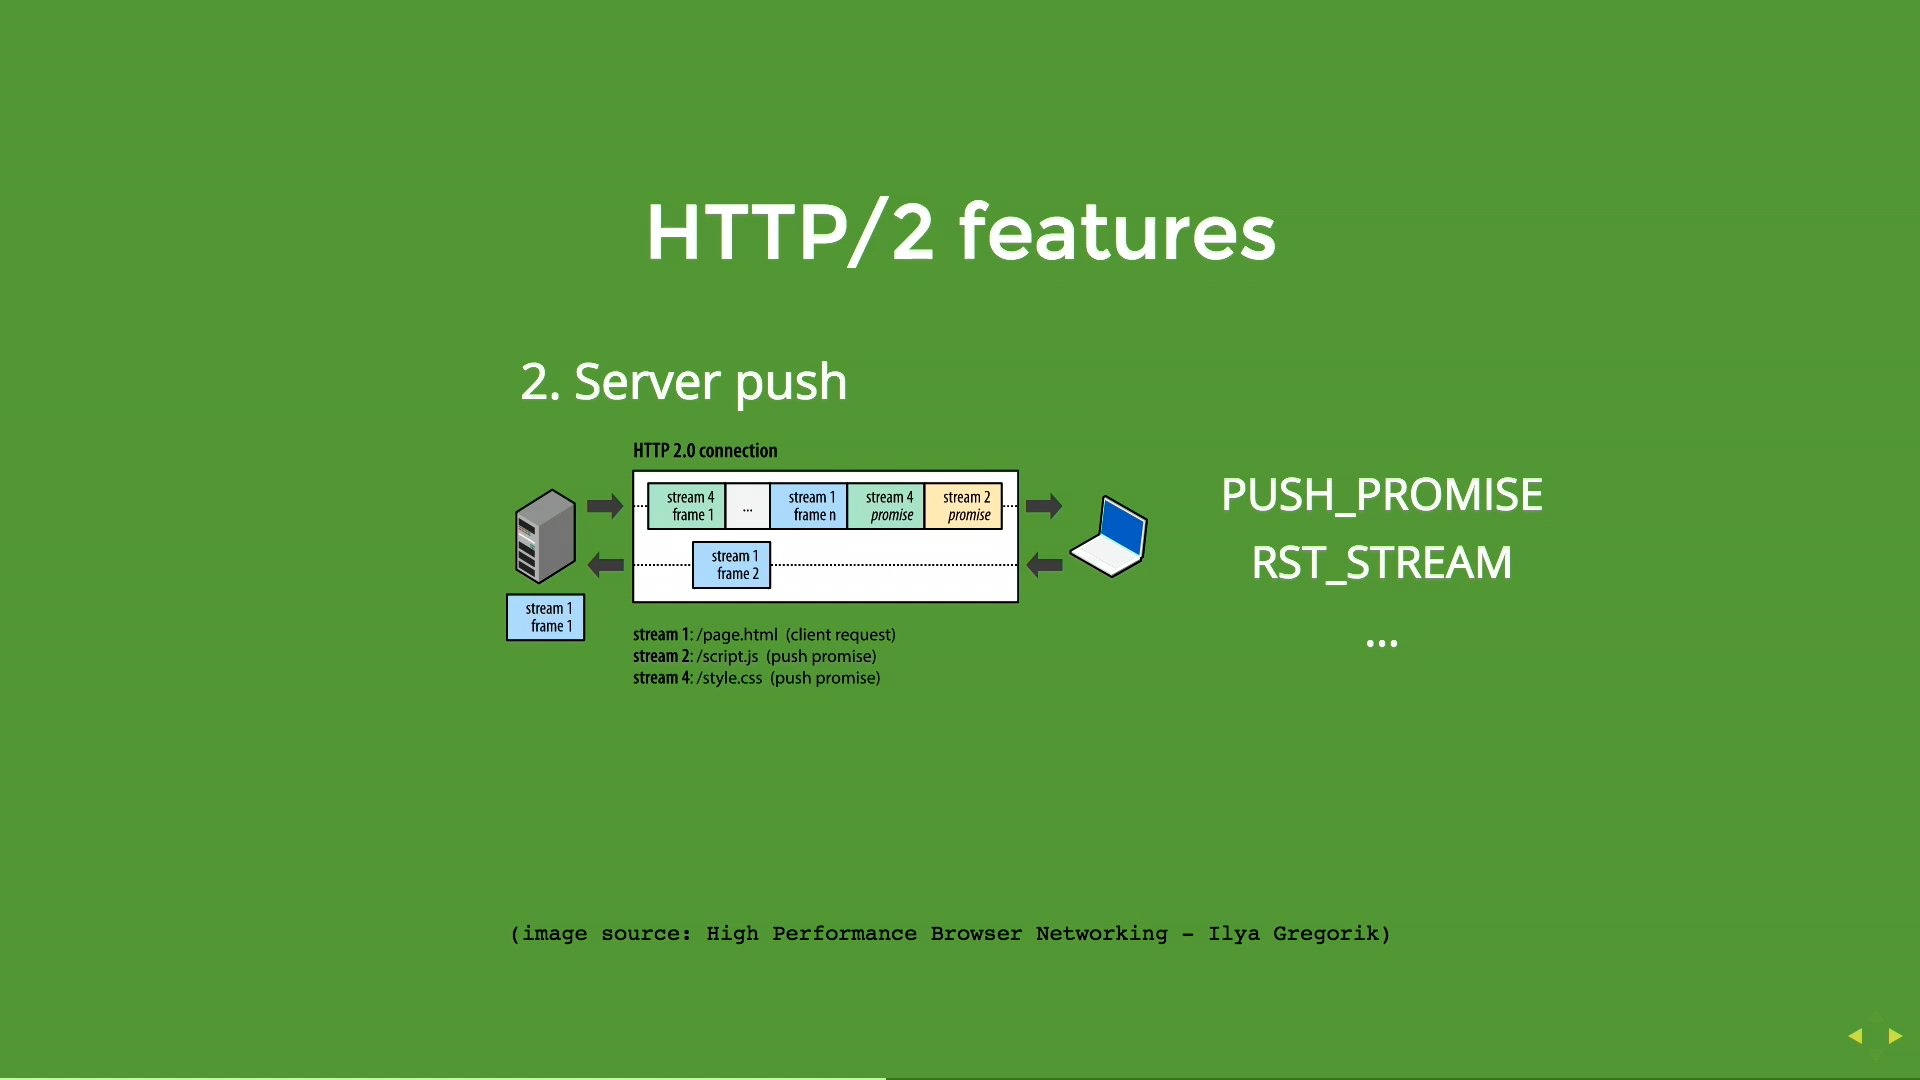 HTTP/2 features
2. Server push
HTTP 2.0 connection
stream 4
frame 1
...
stream 1
frame n
stream 4
promise
stream 2
promise
stream 1
frame 2
stream 1
frame 1
stream 1: /page.html (client request)
stream 2: /script.js (push promise)
stream 4: /style.css (push promise)
PUSH_PROMISE
RST_STREAM
...
(image source: High Performance Browser Networking - Ilya Gregorik)